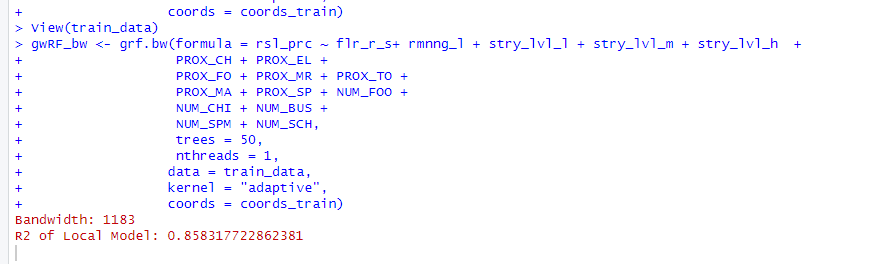 +                  coords = coords_train)
> View(train_data)
> gwRF_bw <- grf.bw(formula = rsl_prc ~ flr_r_s+ rmnng_l + stry_lvl_l + stry_lvl_m + stry_lvl_h  +
+                   PROX_CH + PROX_EL +
+                   PROX_FO + PROX_MR + PROX_TO +
+                   PROX_MA + PROX_SP + NUM_FOO +
+                   NUM_CHI + NUM_BUS +
+                   NUM_SPM + NUM_SCH,
+                   trees = 50,
+                   nthreads = 1,
+                  data = train_data,
+                  kernel = "adaptive",
+                  coords = coords_train)
Bandwidth: 1183
R2 of Local Model: 0.858317722862381